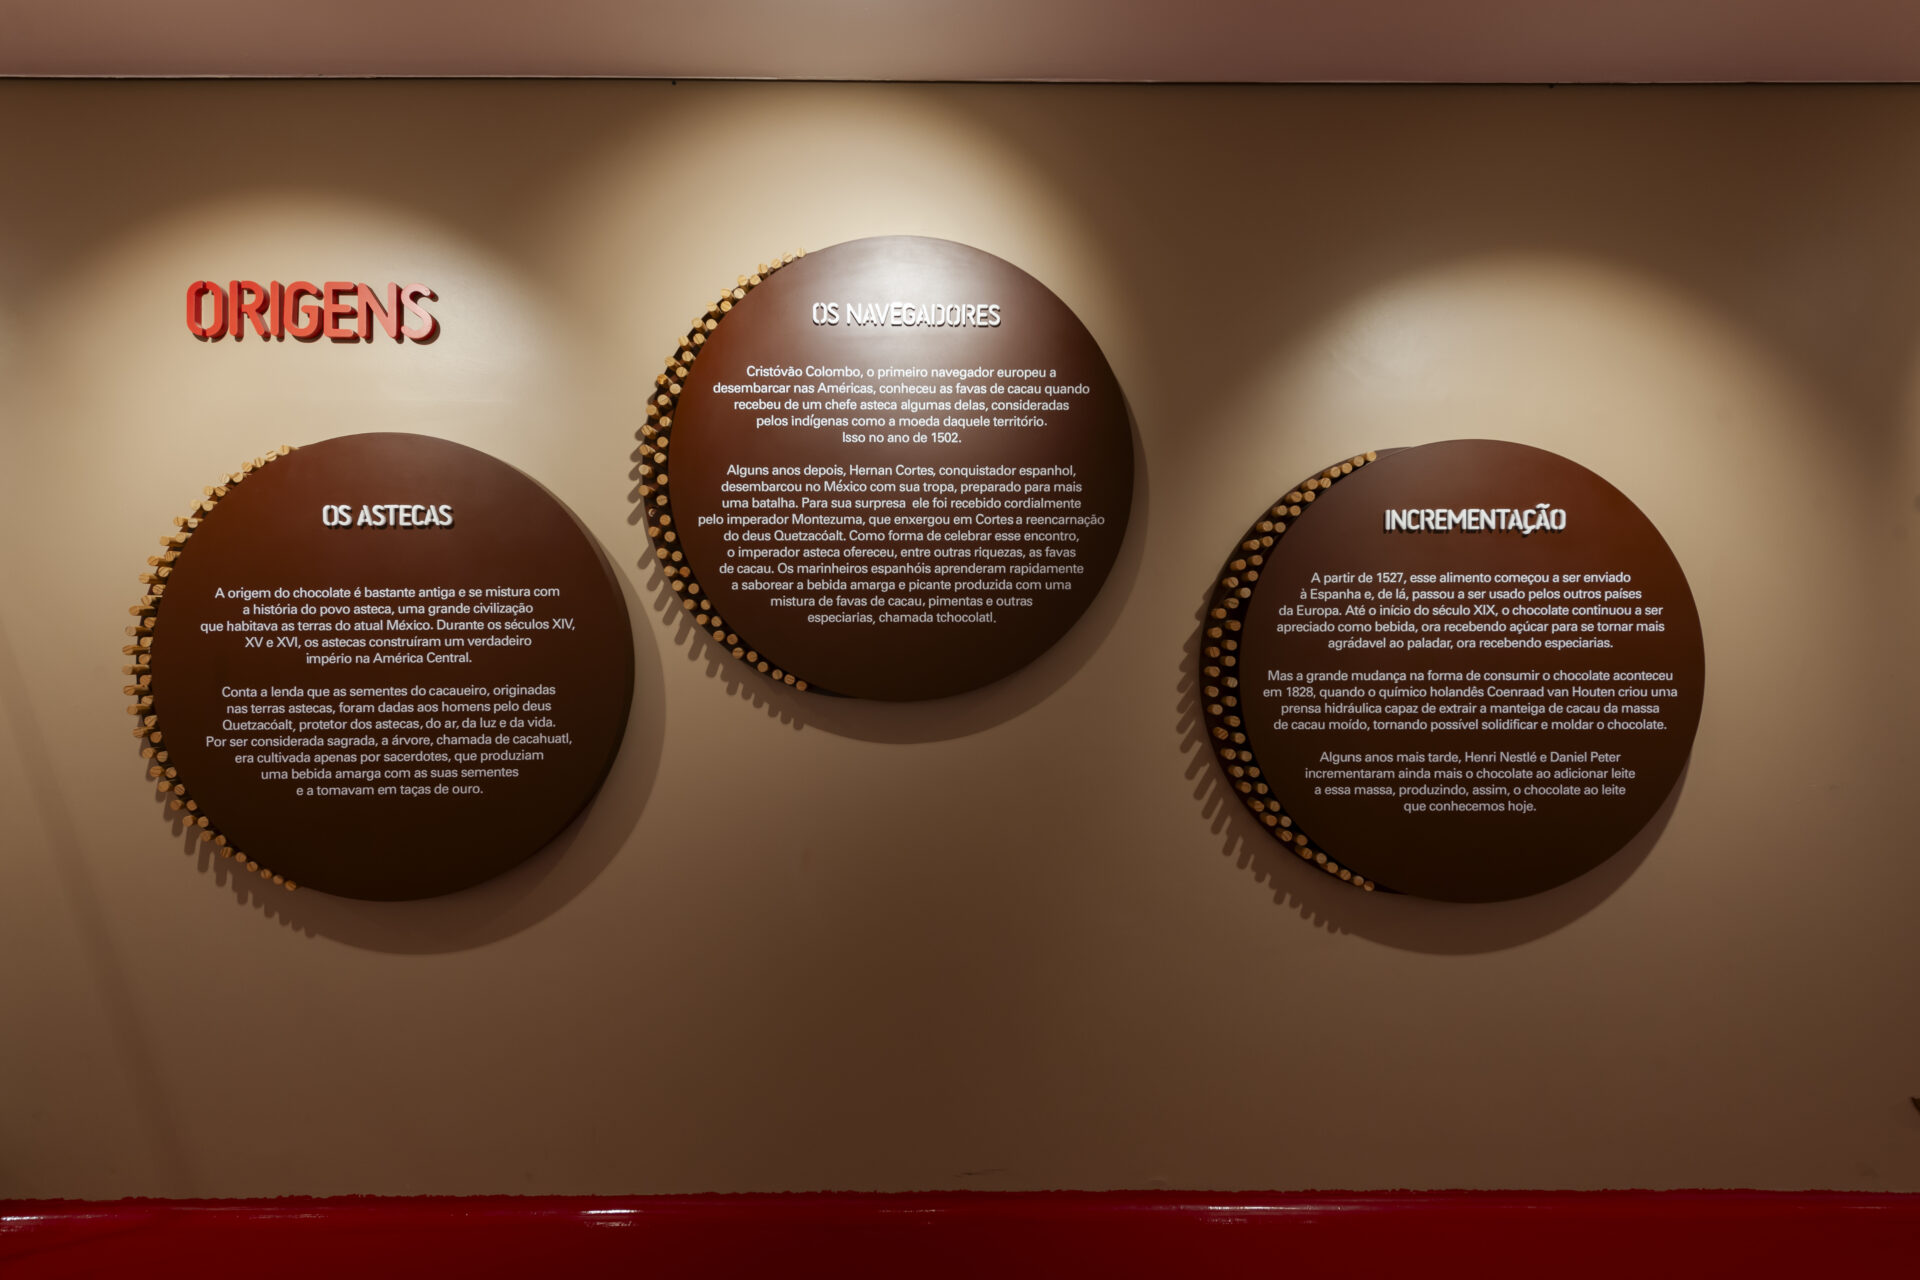 ORIGENS
OS ASTECAS
A origem do chocolate é bastante antiga e se mistura com
a história do povo asteca, uma grande civilização
que habitava as terras do atual México. Durante os séculos XIV,
XV e XVI, os astecas construíram um verdadeiro
império na América Central.
Conta a lenda que as sementes do cacaueiro, originadas
nas terras astecas, foram dadas aos homens pelo deus
Quetzacóalt, protetor dos astecas, do ar, da luz e da vida.
Por ser considerada sagrada, a árvore, chamada de cacahuatl,
era cultivada apenas por sacerdotes, que produziam
uma bebida amarga com as suas sementes
e a tomavam em taças de ouro.
OS NAVEGADORES
Cristóvão Colombo, o primeiro navegador europeu a
desembarcar nas Américas, conheceu as favas de cacau quando
recebeu de um chefe asteca algumas delas, consideradas
pelos indígenas como a moeda daquele território.
Isso no ano de 1502.
Alguns anos depois, Hernan Cortes, conquistador espanhol,
desembarcou no México com sua tropa, preparado para mais
uma batalha. Para sua surpresa ele foi recebido cordialmente
pelo imperador Montezuma, que enxergou em Cortes a reencarnação
do deus Quetzacóalt. Como forma de celebrar esse encontro,
o imperador asteca ofereceu, entre outras riquezas, as favas
de cacau. Os marinheiros espanhóis aprenderam rapidamente
a saborear a bebida amarga e picante produzida com uma
mistura de favas de cacau, pimentas e outras
especiarias, chamada tchocolatl.
INCREMENTAÇÃO
A partir de 1527, esse alimento começou a ser enviado
à Espanha e, de lá, passou a ser usado pelos outros países
da Europa. Até o início do século XIX, o chocolate continuou a ser
apreciado como bebida, ora recebendo açúcar para se tornar mais
agrádavel ao paladar, ora recebendo especiarias.
Mas a grande mudança na forma de consumir o chocolate aconteceu
em 1828, quando o químico holandês Coenraad van Houten criou uma
prensa hidráulica capaz de extrair a manteiga de cacau da massa
de cacau moído, tornando possível solidificar e moldar o chocolate.
Alguns anos mais tarde, Henri Nestlé e Daniel Peter
incrementaram ainda mais o chocolate ao adicionar leite
a essa massa, produzindo, assim, o chocolate ao leite
que conhecemos hoje.